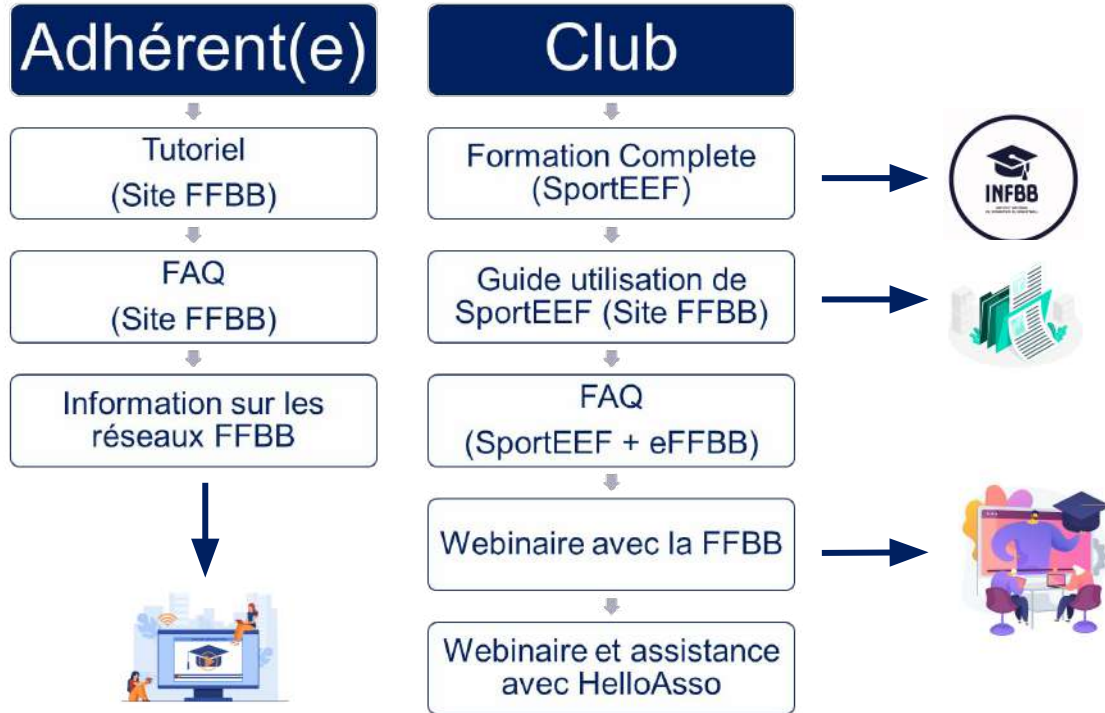 Adhérent(e)
Tutoriel
(Site FFBB)
FAQ
(Site FFBB)
Information sur les
réseaux FFBB
Club
Formation Complete
(SportEEF)
Guide utilisation de
SportEEF (Site FFBB)
FAQ
(SportEEF + eFFBB)
Webinaire avec la FFBB
Webinaire et assistance
avec HelloAsso
INFBB